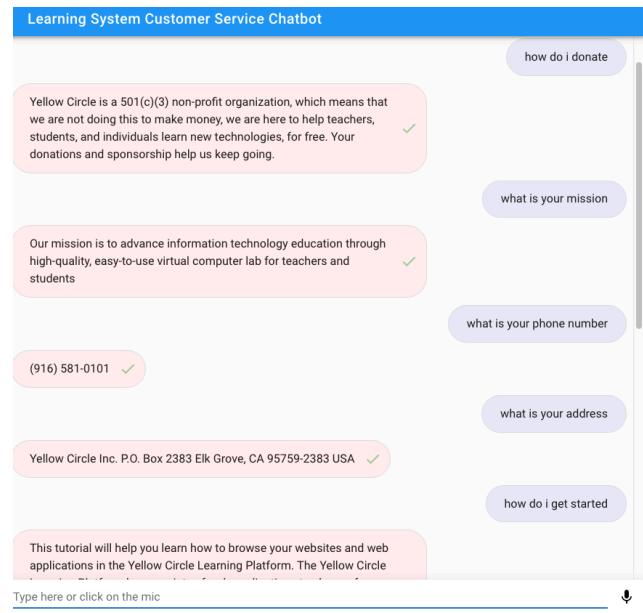 Learning System Customer Service Chatbot
how do i donate
Yellow Circle is a 501(c)(3) non-profit organization, which means that
we are not doing this to make money, we are here to help teachers,
students, and individuals learn new technologies, for free. Your
donations and sponsorship help us keep going.
what is your mission
Our mission is to advance information technology education through
high-quality, easy-to-use virtual computer lab for teachers and
students
what is your phone number
(916) 581-0101
what is your address
Yellow Circle Inc. P.O. Box 2383 Elk Grove, CA 95759-2383 USA
how do i get started
This tutorial will help you learn how to browse your websites and web
applications in the Yellow Circle Learning Platform. The Yellow Circle
Type here or click on the mic